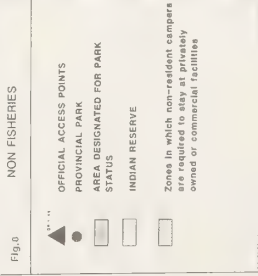 Fig.8
NON FISHERIES
OFFICIAL ACCESS POINTS
PROVINCIAL PARK
AREA DESIGNATED FOR PARK
STATUS
INDIAN RESERVE
Zones in which non-resident campers
are required to stay at privately
owned or commercial facilities